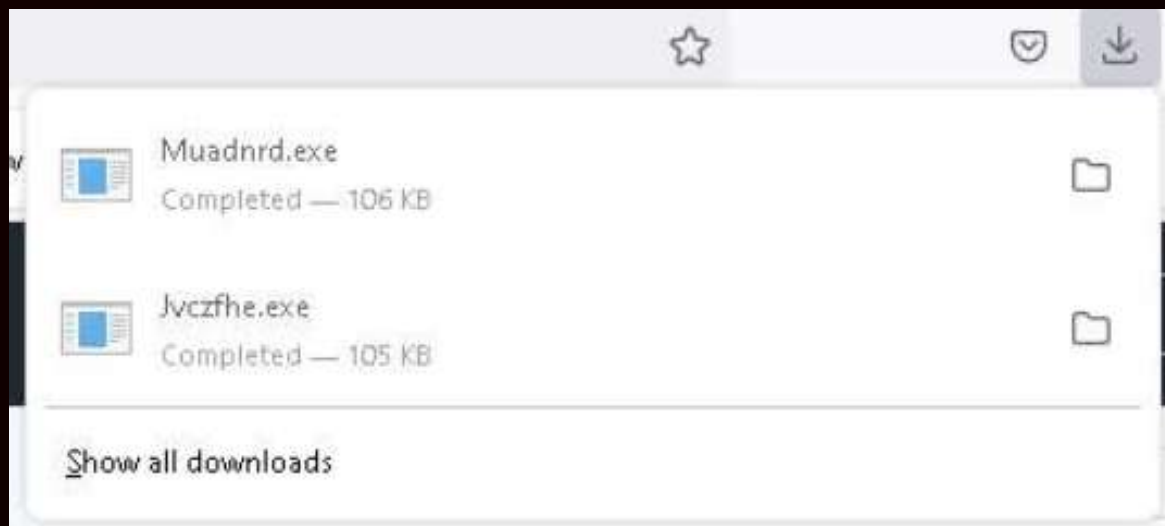 Muadnrd.exe
Completed — 106 KB
Jvczfhe.exe
Completed — 105 KB
Show all downloads